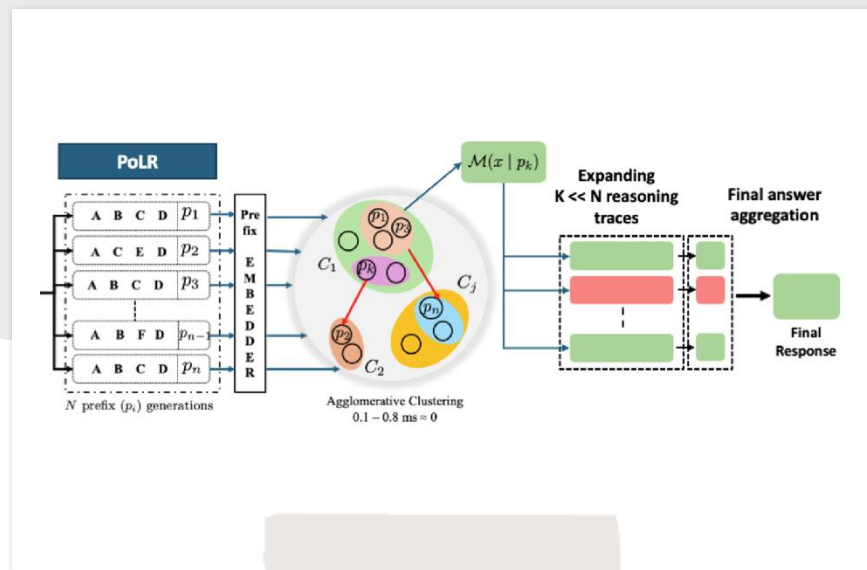 PoLR
A B C D p₁
A C E D p₂
A B C D p₃
A B F D pₙ₋₁
A B C D pₙ
N prefix (pᵢ) generations
Pre
fix
E
M
B
E
D
D
E
R
p₁
p₃
C₁
pₖ
Cⱼ
pₙ
p₂
C₂
Agglomerative Clustering
0.1 – 0.8 ms ≈ 0
ℳ(x | pₖ)
Expanding
K << N reasoning
traces
Final answer
aggregation
Final
Response